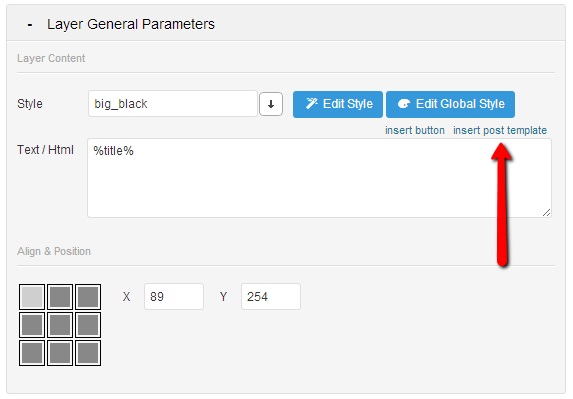 - Layer General Parameters
Layer Content
Style big_black Edit Style Edit Global Style
insert button insert post template
Text / Html %title%
Align & Position
X 89 Y 254